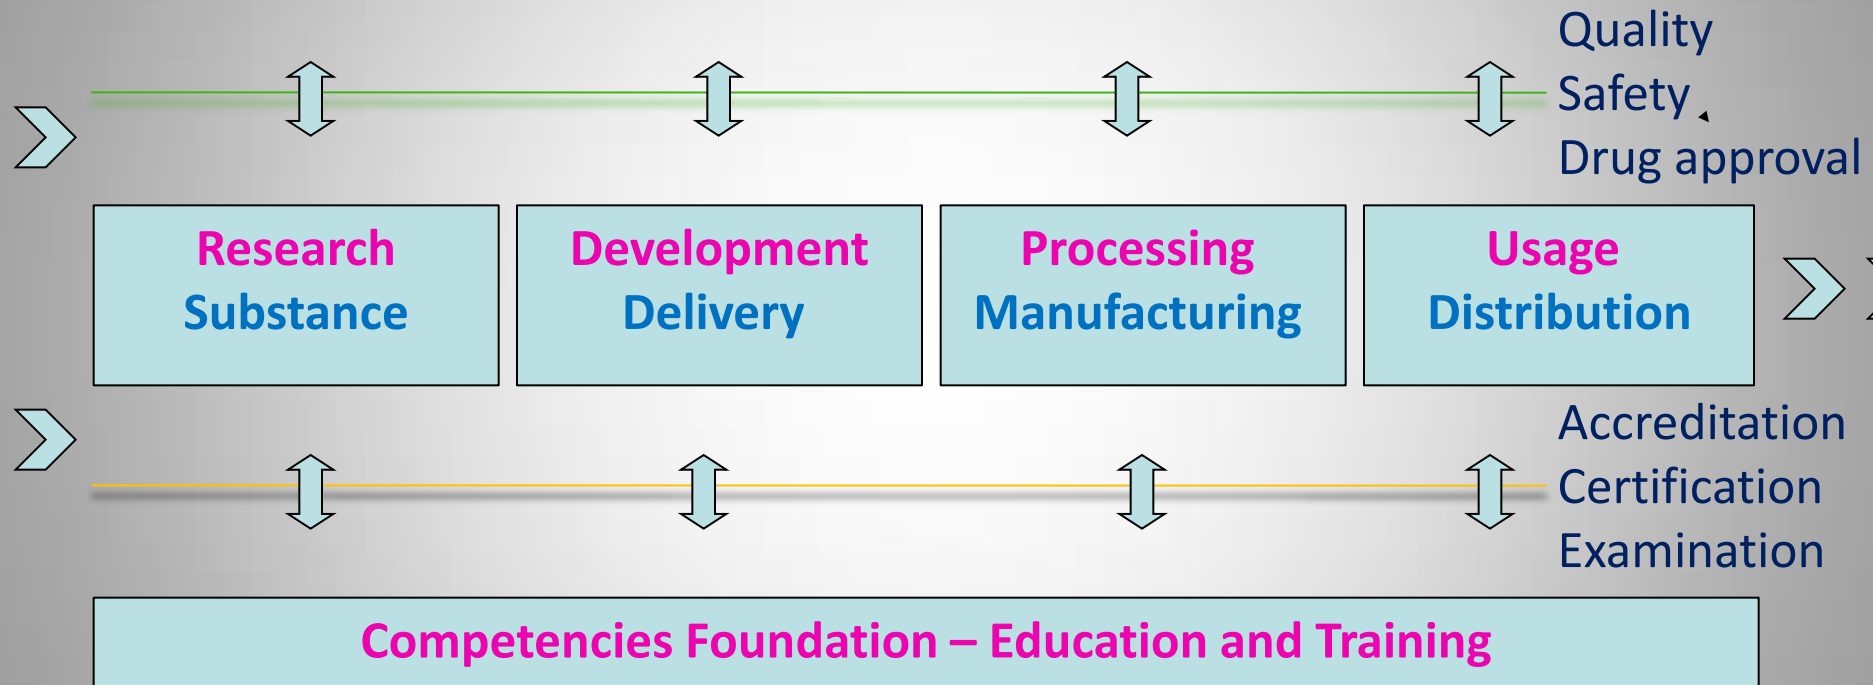 Quality
Safety
Drug approval
Research
Substance
Development
Delivery
Processing
Manufacturing
Usage
Distribution
Accreditation
Certification
Examination
Competencies Foundation – Education and Training